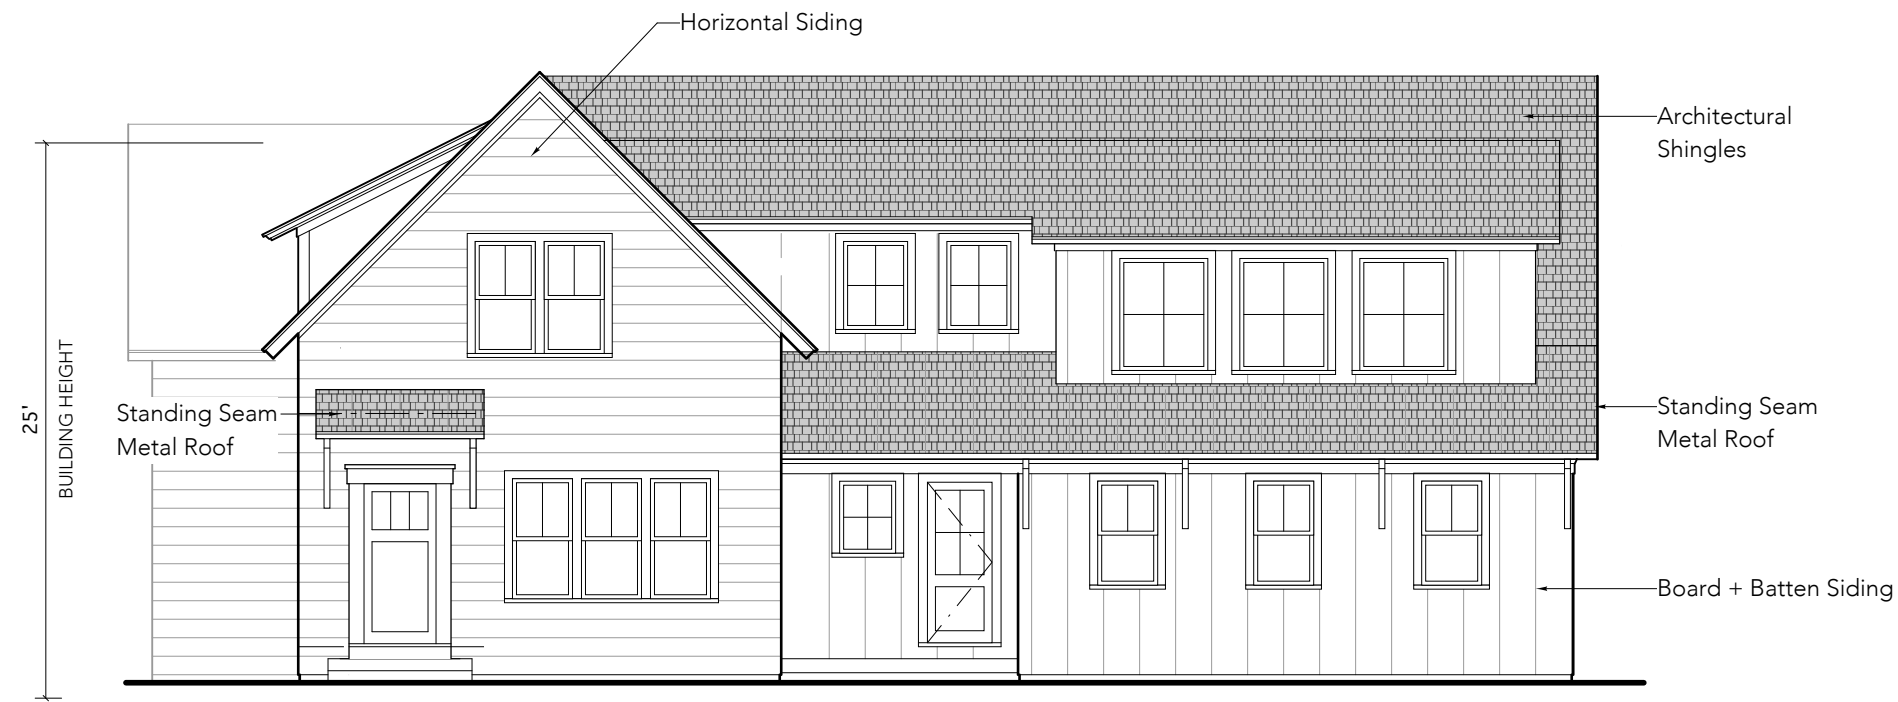 Horizontal Siding
Architectural
Shingles
25'
BUILDING HEIGHT
Standing Seam
Metal Roof
Standing Seam
Metal Roof
Board + Batten Siding